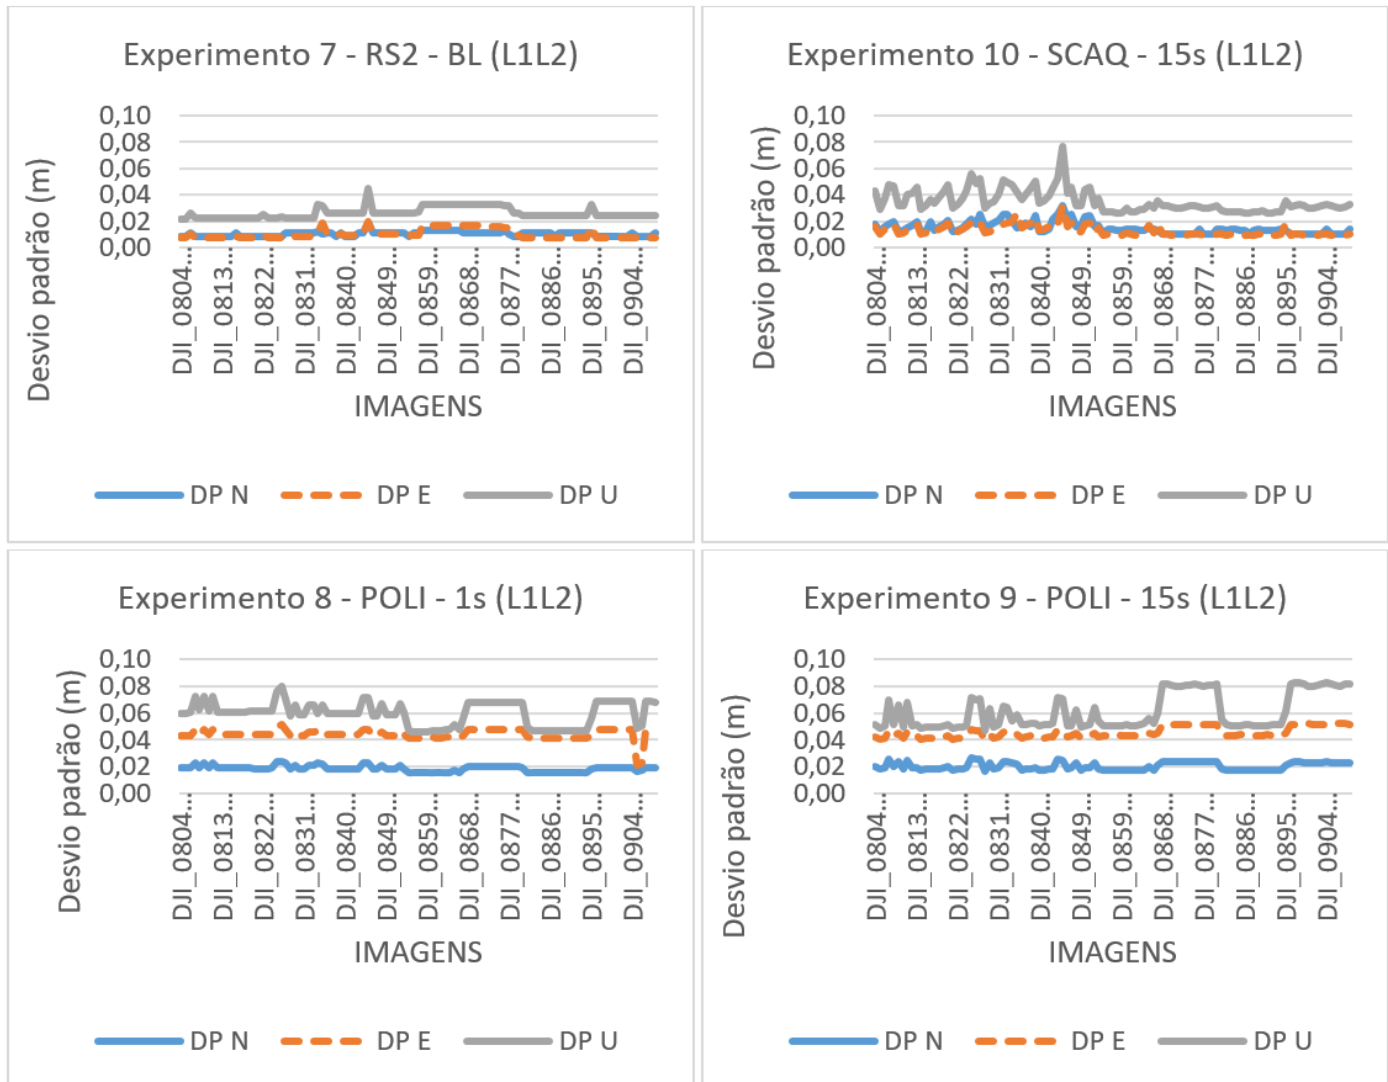 Experimento 7 - RS2 - BL (L1L2)
0,10
0,08
0,06
0,04
0,02
0,00
Desvio padrão (m)
DJI_0804...
DJI_0813...
DJI_0822...
DJI_0831...
DJI_0840...
DJI_0849...
DJI_0859...
DJI_0868...
DJI_0877...
DJI_0886...
DJI_0895...
DJI_0904...
IMAGENS
DP N DP E DP U
Experimento 10 - SCAQ - 15s (L1L2)
0,10
0,08
0,06
0,04
0,02
0,00
Desvio padrão (m)
DJI_0804...
DJI_0813...
DJI_0822...
DJI_0831...
DJI_0840...
DJI_0849...
DJI_0859...
DJI_0868...
DJI_0877...
DJI_0886...
DJI_0895...
DJI_0904...
IMAGENS
DP N DP E DP U
Experimento 8 - POLI - 1s (L1L2)
0,10
0,08
0,06
0,04
0,02
0,00
Desvio padrão (m)
DJI_0804...
DJI_0813...
DJI_0822...
DJI_0831...
DJI_0840...
DJI_0849...
DJI_0859...
DJI_0868...
DJI_0877...
DJI_0886...
DJI_0895...
DJI_0904...
IMAGENS
DP N DP E DP U
Experimento 9 - POLI - 15s (L1L2)
0,10
0,08
0,06
0,04
0,02
0,00
Desvio padrão (m)
DJI_0804...
DJI_0813...
DJI_0822...
DJI_0831...
DJI_0840...
DJI_0849...
DJI_0859...
DJI_0868...
DJI_0877...
DJI_0886...
DJI_0895...
DJI_0904...
IMAGENS
DP N DP E DP U